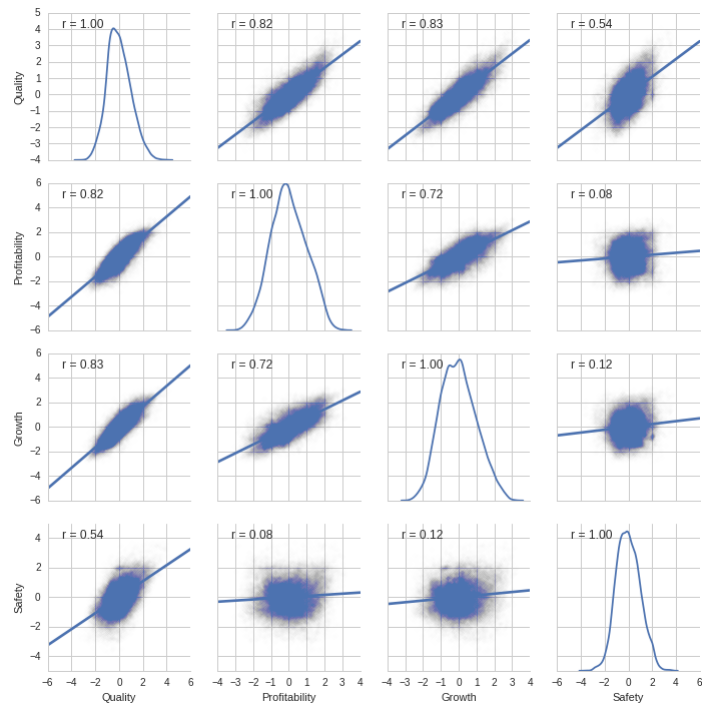 5
4
3
2
1
0
−1
−2
−3
−4
Quality
r = 1.00
r = 0.82
r = 0.83
r = 0.54
6
4
2
0
−2
−4
−6
Profitability
r = 0.82
r = 1.00
r = 0.72
r = 0.08
6
4
2
0
−2
−4
−6
Growth
r = 0.83
r = 0.72
r = 1.00
r = 0.12
4
2
0
−2
−4
Safety
r = 0.54
r = 0.08
r = 0.12
r = 1.00
−6 −4 −2 0 2 4 6
Quality
−4 −3 −2 −1 0 1 2 3 4
Profitability
−4 −3 −2 −1 0 1 2 3 4
Growth
−6 −4 −2 0 2 4 6
Safety